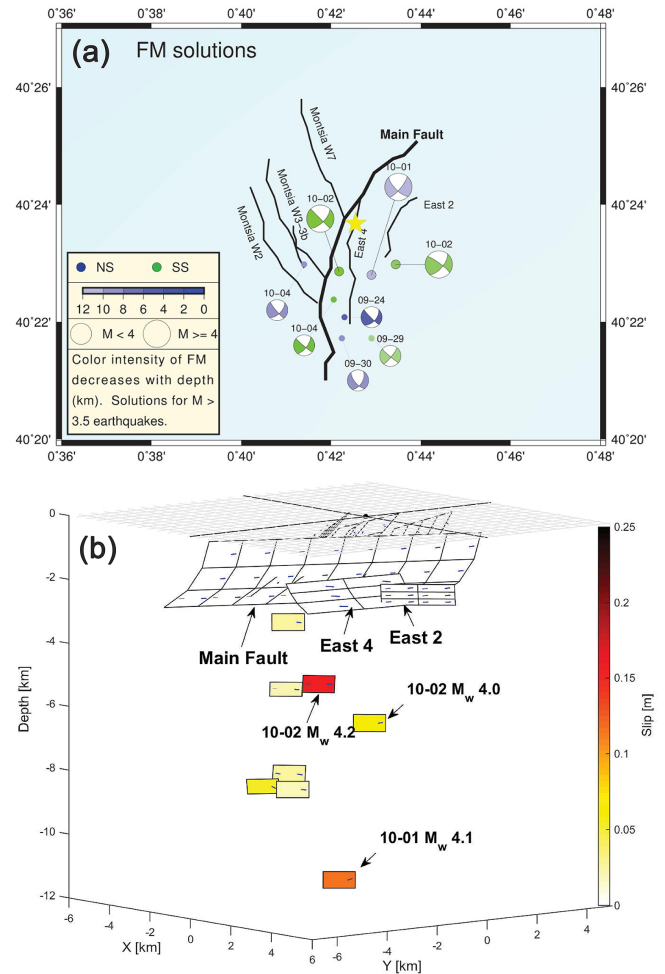 0˚36' 0˚38' 0˚40' 0˚42' 0˚44' 0˚46' 0˚48'
(a) FM solutions
40˚26' 40˚26'
Montsia W7
Main Fault
10-01
40˚24' 40˚24'
10-02
Montsia W3-3b
East 2
Montsia W2
East 4
10-02
NS SS
12 10 8 6 4 2 0
M < 4 M >= 4
Color intensity of FM
decreases with depth
(km). Solutions for M >
3.5 earthquakes.
10-04
09-24
40˚22' 40˚22'
10-04
09-29
09-30
40˚20' 40˚20'
0˚36' 0˚38' 0˚40' 0˚42' 0˚44' 0˚46' 0˚48'
(b)
0
-2
-4
-6
-8
-10
-12
Depth [km]
Main Fault
East 4
East 2
10-02 Mw 4.0
10-02 Mw 4.2
10-01 Mw 4.1
-6 -4 -2 0 2 4 6
X [km]
-6 -4 -2 0 2 4
Y [km]
0.25
0.2
0.15
0.1
0.05
0
Slip [m]